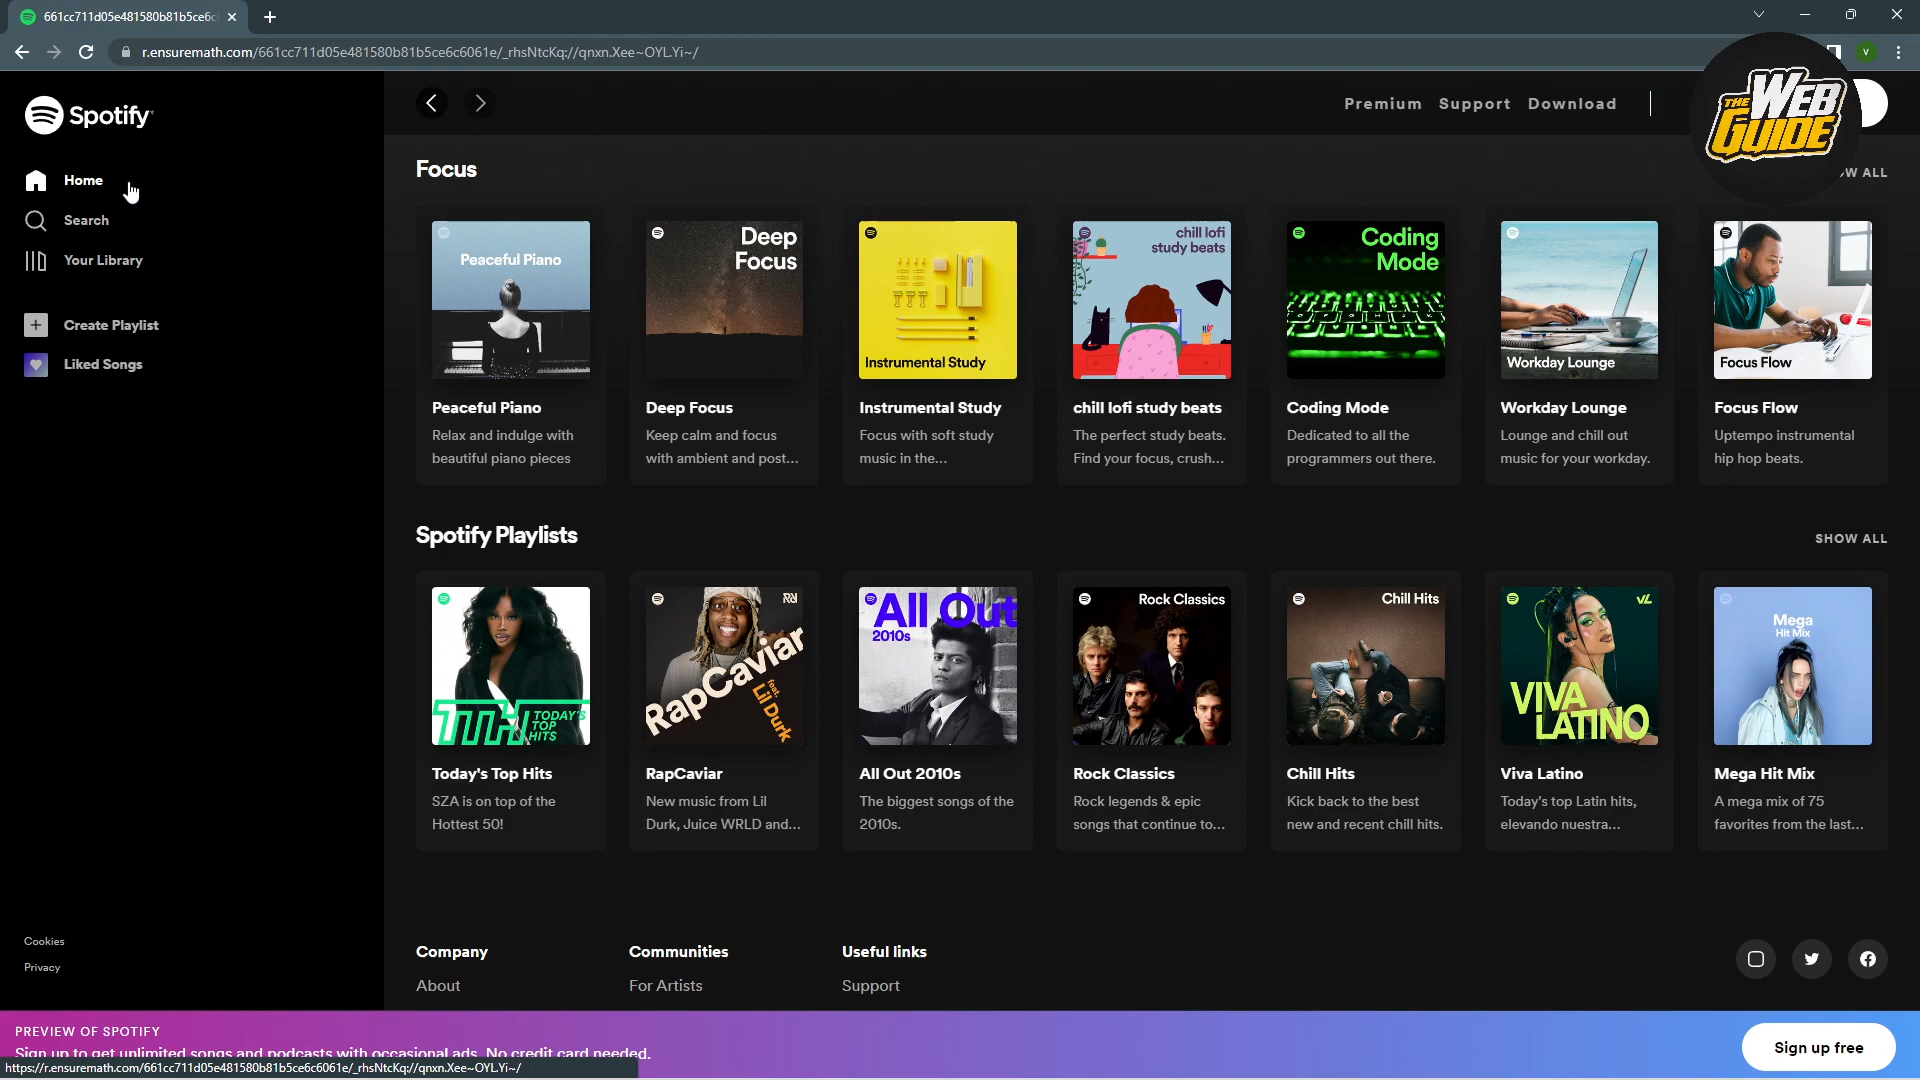 661cc711d05e481580b81b5ce6c
r.ensuremath.com/661cc711d05e481580b81b5ce6c6061e/_rhsNtcKq://qnxn.Xee~OYL.Yi~/
V
THE WEB GUIDE
Spotify
Premium Support Download
Home
Search
Your Library
Create Playlist
Liked Songs
Focus
OW ALL
Peaceful Piano
Deep
Focus
Instrumental Study
chill lofi
study beats
Coding
Mode
Workday Lounge
Focus Flow
Peaceful Piano
Relax and indulge with
beautiful piano pieces
Deep Focus
Keep calm and focus
with ambient and post...
Instrumental Study
Focus with soft study
music in the...
chill lofi study beats
The perfect study beats.
Find your focus, crush...
Coding Mode
Dedicated to all the
programmers out there.
Workday Lounge
Lounge and chill out
music for your workday.
Focus Flow
Uptempo instrumental
hip hop beats.
Spotify Playlists
SHOW ALL
TTH TODAY'S
TOP
HITS
RapCaviar
feat.
Lil Durk
All Out
2010s
Rock Classics
Chill Hits
VL
VIVA
LATINO
Mega
Hit Mix
Today's Top Hits
SZA is on top of the
Hottest 50!
RapCaviar
New music from Lil
Durk, Juice WRLD and...
All Out 2010s
The biggest songs of the
2010s.
Rock Classics
Rock legends & epic
songs that continue to...
Chill Hits
Kick back to the best
new and recent chill hits.
Viva Latino
Today's top Latin hits,
elevando nuestra...
Mega Hit Mix
A mega mix of 75
favorites from the last...
Cookies
Privacy
Company
About
Communities
For Artists
Useful links
Support
PREVIEW OF SPOTIFY
Sign up to get unlimited songs and podcasts with occasional ads. No credit card needed.
Sign up free
https://r.ensuremath.com/661cc711d05e481580b81b5ce6c6061e/_rhsNtcKq://qnxn.Xee~OYL.Yi~/